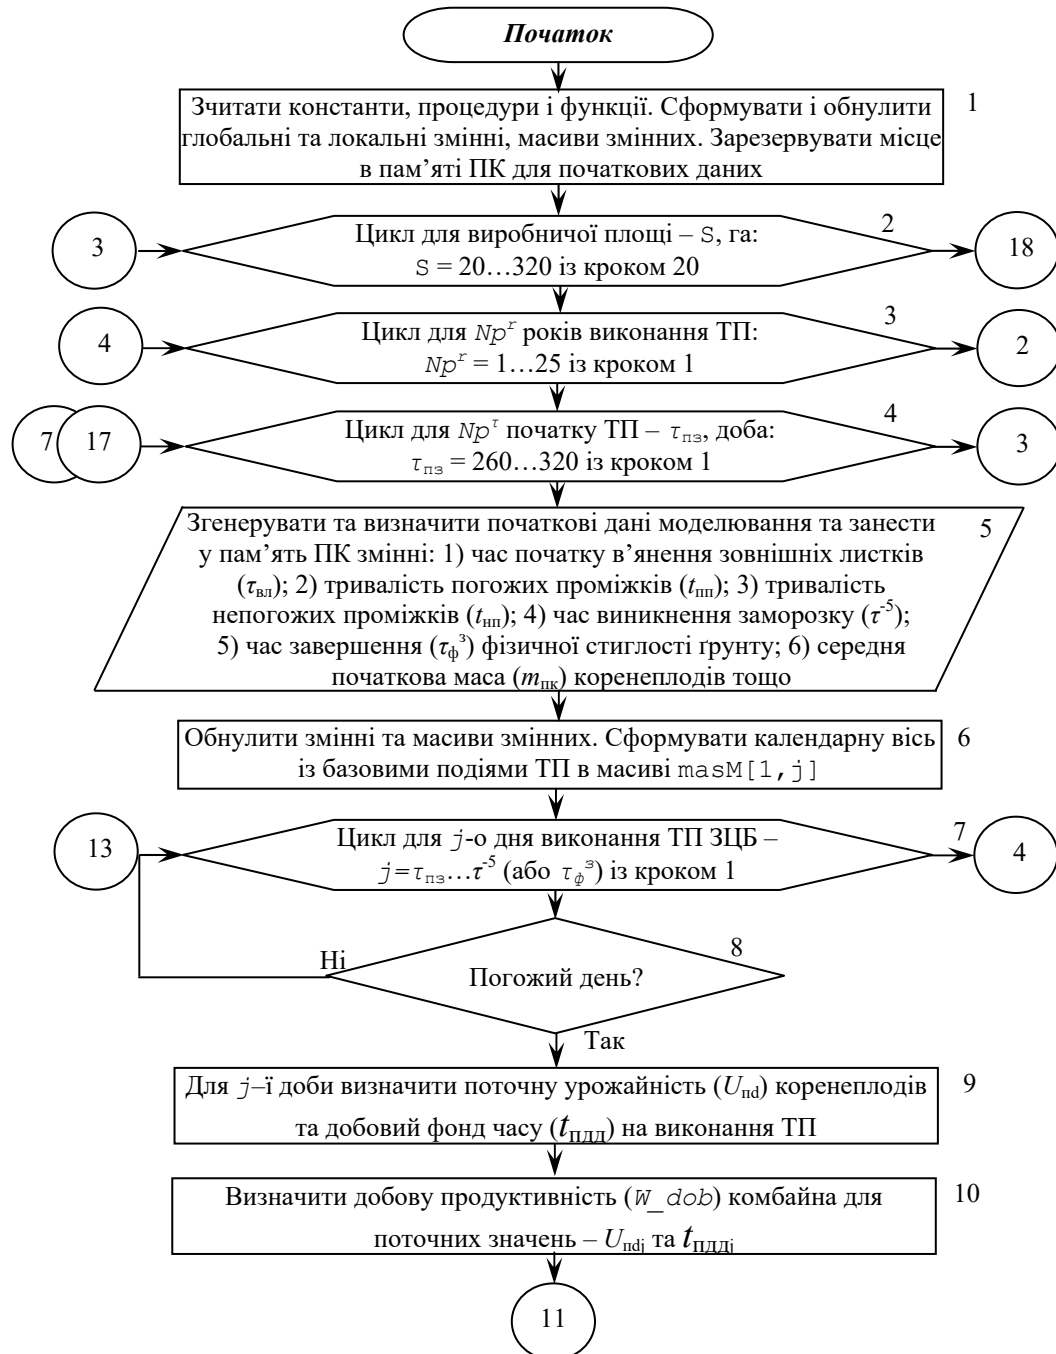 Початок
Зчитати константи, процедури і функції. Сформувати і обнулити
глобальні та локальні змінні, масиви змінних. Зарезервувати місце
в пам’яті ПК для початкових даних
1
Цикл для виробничої площі – S, га:
S = 20…320 із кроком 20
2
3
18
Цикл для Npʳ років виконання ТП:
Npʳ = 1…25 із кроком 1
3
4
2
Цикл для Npᵗ початку ТП – τпз, доба:
τпз = 260…320 із кроком 1
4
7
17
3
Згенерувати та визначити початкові дані моделювання та занести
у пам’ять ПК змінні: 1) час початку в’янення зовнішніх листків
(τвл); 2) тривалість погожих проміжків (tпп); 3) тривалість
непогожих проміжків (tнп); 4) час виникнення заморозку (τ⁻⁵);
5) час завершення (τфᶟ) фізичної стиглості ґрунту; 6) середня
початкова маса (mпк) коренеплодів тощо
5
Обнулити змінні та масиви змінних. Сформувати календарну вісь
із базовими подіями ТП в масиві masM[1,j]
6
Цикл для j-о дня виконання ТП ЗЦБ –
j=τпз…τ⁻⁵ (або τфᶟ) із кроком 1
7
13
4
Погожий день?
8
Ні
Так
Для j–ї доби визначити поточну урожайність (Uпd) коренеплодів
та добовий фонд часу (tпдд) на виконання ТП
9
Визначити добову продуктивність (W_dob) комбайна для
поточних значень – Uпdj та tпддj
10
11